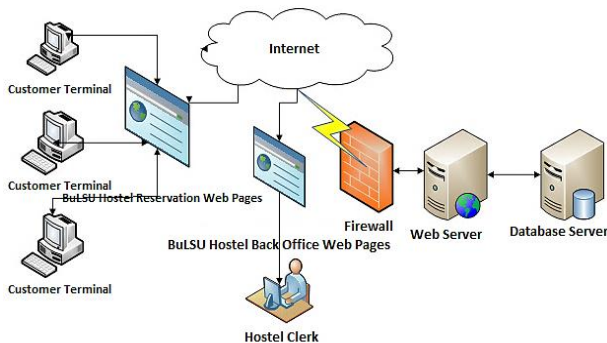 Internet
Customer Terminal
Customer Terminal
BuLSU Hostel Reservation Web Pages
Firewall
Web Server
Database Server
BuLSU Hostel Back Office Web Pages
Customer Terminal
Hostel Clerk